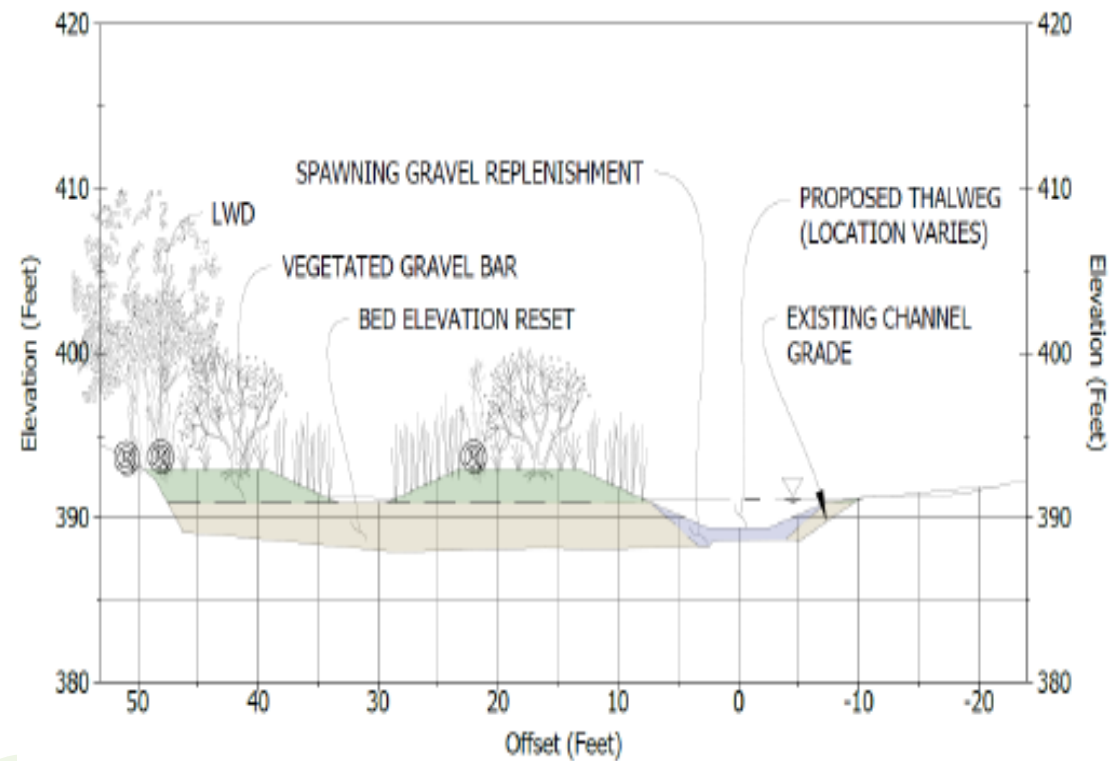 420
420
SPAWNING GRAVEL REPLENISHMENT
410
410
PROPOSED THALWEG
(LOCATION VARIES)
LWD
VEGETATED GRAVEL BAR
BED ELEVATION RESET
EXISTING CHANNEL
GRADE
Elevation (Feet)
Elevation (Feet)
400
400
390
390
380
380
50 40 30 20 10 0 -10 -20
Offset (Feet)